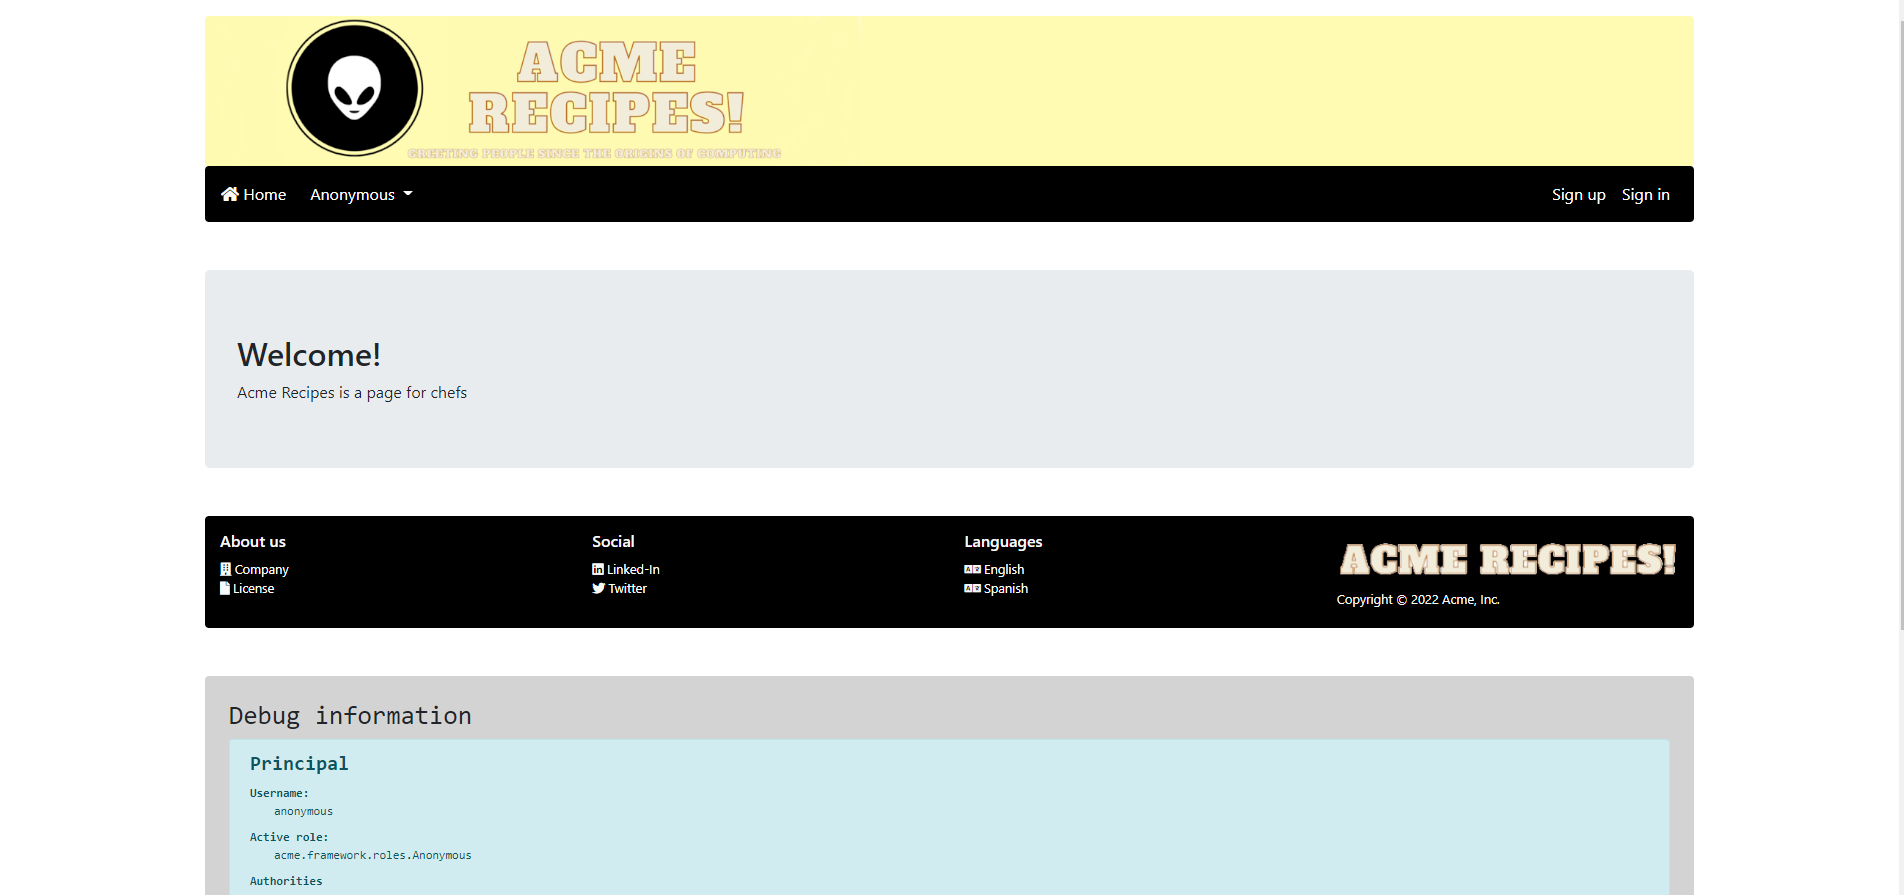 ACME
RECIPES!
GREETING PEOPLE SINCE THE ORIGINS OF COMPUTING
Home Anonymous Sign up Sign in
Welcome!
Acme Recipes is a page for chefs
About us
Company
License
Social
Linked-In
Twitter
Languages
English
Spanish
ACME RECIPES!
Copyright © 2022 Acme, Inc.
Debug information
Principal
Username:
anonymous
Active role:
acme.framework.roles.Anonymous
Authorities